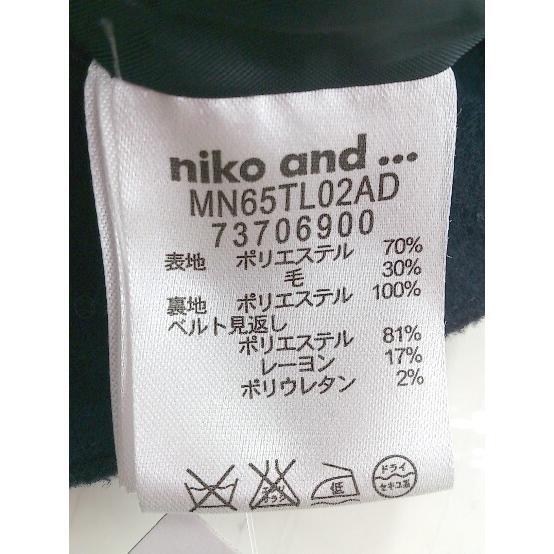 niko and ...
MN65TL02AD
73706900
表地 ポリエステル 70%
毛 30%
裏地 ポリエステル 100%
ベルト見返し
ポリエステル 81%
レーヨン 17%
ポリウレタン 2%
低
ドライ
セキユ系